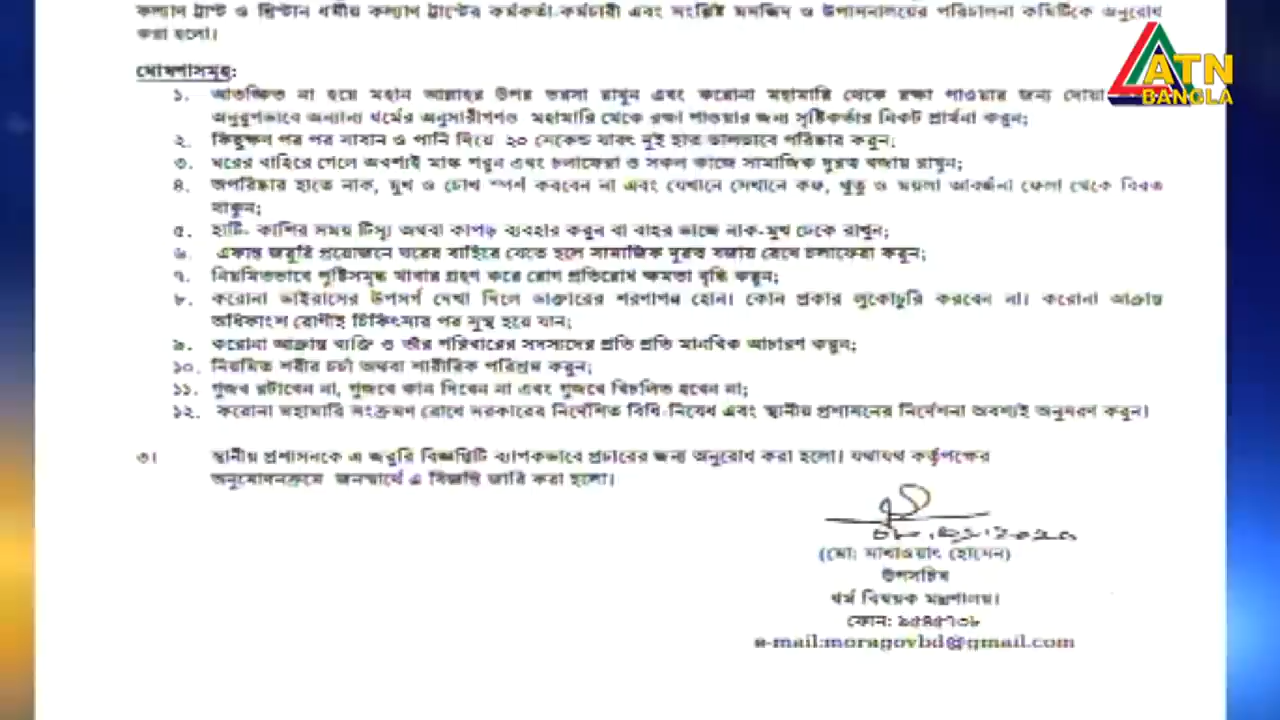 কল্যাণ ট্রাস্ট ও খ্রিস্টান ধর্মীয় কল্যাণ ট্রাস্টের কর্মকর্তা-কর্মচারী এবং সংশ্লিষ্ট মসজিদ ও উপাসনালয়ের পরিচালনা কমিটিকে অনুরোধ
করা হলো।
ATN
BANGLA
ঘোষণাসমূহ:
১. আতঙ্কিত না হয়ে মহান আল্লাহর উপর ভরসা রাখুন এবং করোনা মহামারি থেকে রক্ষা পাওয়ার জন্য দোয়া
অনুরূপভাবে অন্যান্য ধর্মের অনুসারীগণও মহামারি থেকে রক্ষা পাওয়ার জন্য সৃষ্টিকর্তার নিকট প্রার্থনা করুন;
২. কিছুক্ষণ পর পর সাবান ও পানি দিয়ে ২০ সেকেন্ড যাবৎ দুই হাত ভালভাবে পরিষ্কার করুন;
৩. ঘরের বাহিরে গেলে অবশ্যই মাস্ক পরুন এবং চলাফেরা ও সকল কাজে সামাজিক দূরত্ব বজায় রাখুন;
৪. অপরিষ্কার হাতে নাক, মুখ ও চোখ স্পর্শ করবেন না এবং যেখানে সেখানে কফ, থুতু ও ময়লা আবর্জনা ফেলা থেকে বিরত
থাকুন;
৫. হাচি- কাশির সময় টিস্যু অথবা কাপড় ব্যবহার করুন বা বাহুর ভাজে নাক-মুখ ঢেকে রাখুন;
৬. একান্ত জরুরি প্রয়োজনে ঘরের বাহিরে যেতে হলে সামাজিক দূরত্ব বজায় রেখে চলাফেরা করুন;
৭. নিয়মিতভাবে পুষ্টিসমৃদ্ধ খাবার গ্রহণ করে রোগ প্রতিরোধ ক্ষমতা বৃদ্ধি করুন;
৮. করোনা ভাইরাসের উপসর্গ দেখা দিলে ডাক্তারের শরণাপন্ন হোন। কোন প্রকার লুকোচুরি করবেন না। করোনা আক্রান্ত
অধিকাংশ রোগীই চিকিৎসার পর সুস্থ হয়ে যান;
৯. করোনা আক্রান্ত ব্যক্তি ও তাঁর পরিবারের সদস্যদের প্রতি প্রতি মানবিক আচারণ করুন;
১০. নিয়মিত শরীর চর্চা অথবা শারীরিক পরিশ্রম করুন;
১১. গুজব রটাবেন না, গুজবে কান দিবেন না এবং গুজবে বিচলিত হবেন না;
১২. করোনা মহামারি সংক্রমণ রোধে সরকারের নির্দেশিত বিধি-নিষেধ এবং স্থানীয় প্রশাসনের নির্দেশনা অবশ্যই অনুসরণ করুন।
৩। স্থানীয় প্রশাসনকে এ জরুরি বিজ্ঞপ্তিটি ব্যাপকভাবে প্রচারের জন্য অনুরোধ করা হলো। যথাযথ কর্তৃপক্ষের
অনুমোদনক্রমে জনস্বার্থে এ বিজ্ঞপ্তি জারি করা হলো।
(মো: সাখাওয়াৎ হোসেন)
উপসচিব
ধর্ম বিষয়ক মন্ত্রণালয়।
ফোন:
e-mail:moragovbd@gmail.com